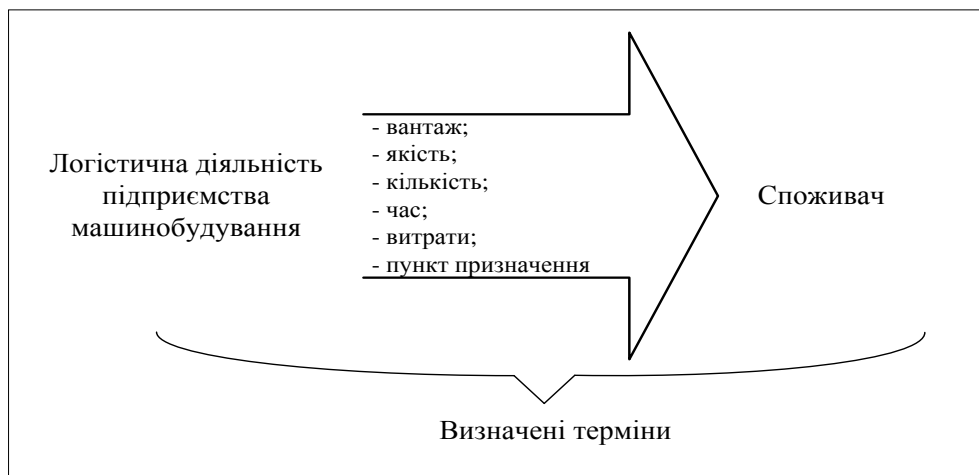 Логістична діяльність
підприємства
машинобудування
- вантаж;
- якість;
- кількість;
- час;
- витрати;
- пункт призначення
Споживач
Визначені терміни